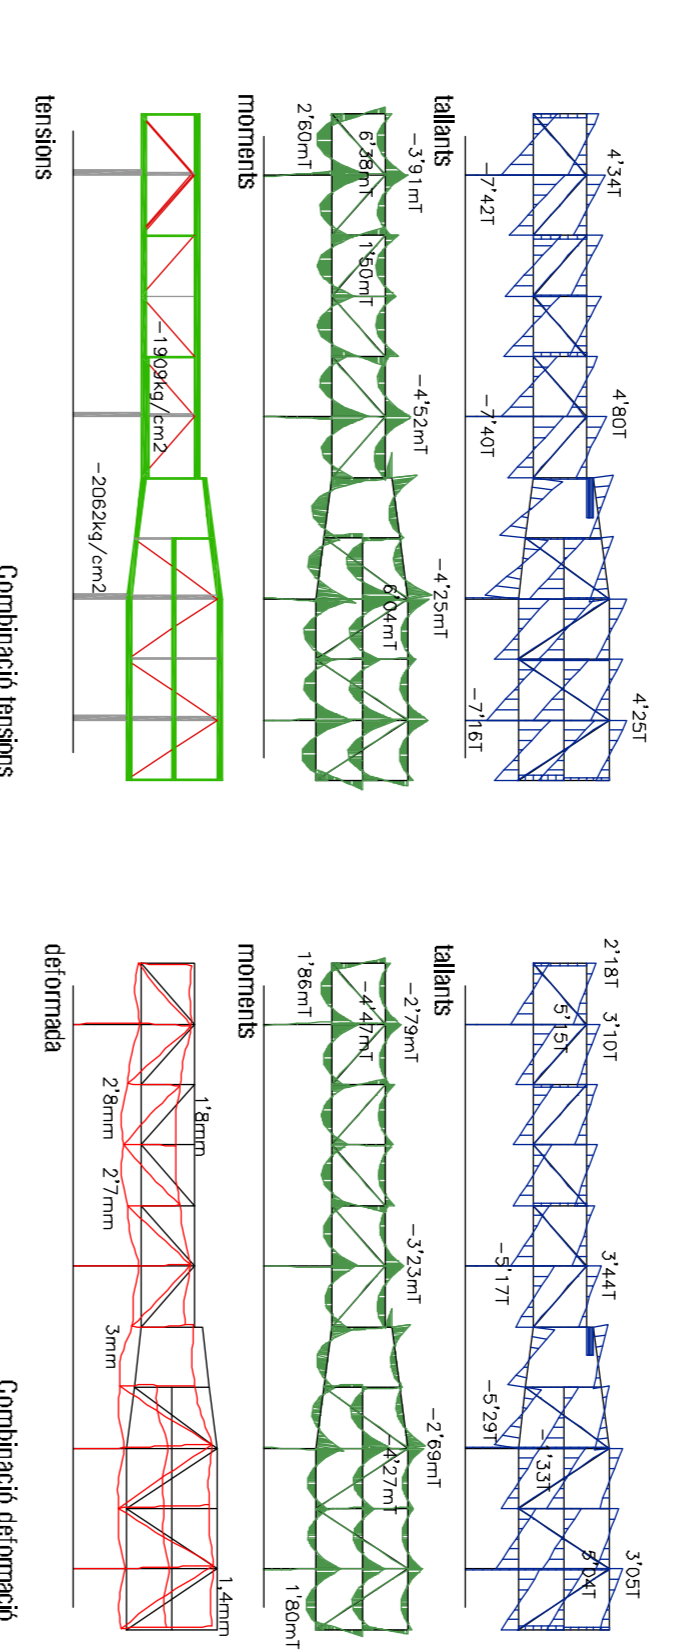 4'34T
4'80T
4'25T
-7'42T
-7'40T
-7'16T
tallants
-3'91mT
-4'52mT
-4'25mT
6'38mT
1'50mT
6'04mT
2'60mT
moments
-1909kg/cm2
-2062kg/cm2
tensions
Combinació tensions
2'18T
3'10T
3'44T
3'05T
5'15T
-1'33T
5'04T
-5'17T
-5'29T
tallants
-2'79mT
-3'23mT
-2'69mT
-4'47mT
-4'27mT
1'86mT
1'80mT
moments
1'8mm
1,4mm
2'8mm
2'7mm
3mm
deformada
Combinació deformació